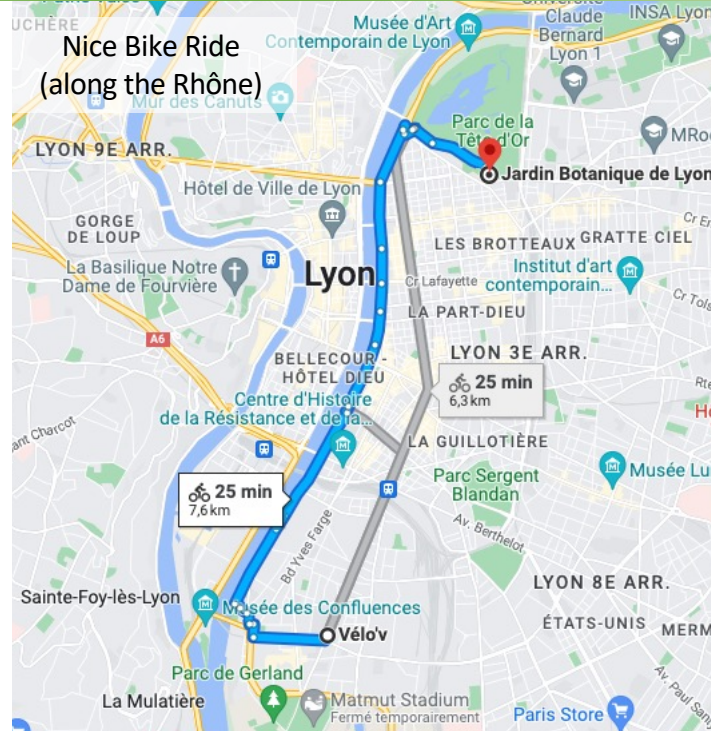 Nice Bike Ride
(along the Rhône)
Musée d'Art
Contemporain de Lyon
Claude
Bernard
Lyon 1
INSA Lyon
Mur des Canuts
LYON 9E ARR.
Parc de la
Tête d'Or
Jardin Botanique de Lyon
Hôtel de Ville de Lyon
GORGE
DE LOUP
LES BROTTEAUX
GRATTE CIEL
La Basilique Notre
Dame de Fourvière
Lyon
Institut d'art
contemporain...
Cr Lafayette
LA PART-DIEU
A6
BELLECOUR -
HÔTEL DIEU
LYON 3E ARR.
25 min
6,3 km
Centre d'Histoire
de la Résistance et de la...
LA GUILLOTIÈRE
Parc Sergent
Blandan
Musée Lu
25 min
7,6 km
Av. Berthelot
Bd Yves Farge
LYON 8E ARR.
Sainte-Foy-lès-Lyon
Musée des Confluences
ÉTATS-UNIS
MERM
Vélo'v
Parc de Gerland
La Mulatière
Matmut Stadium
Fermé temporairement
Paris Store
Av. Paul San